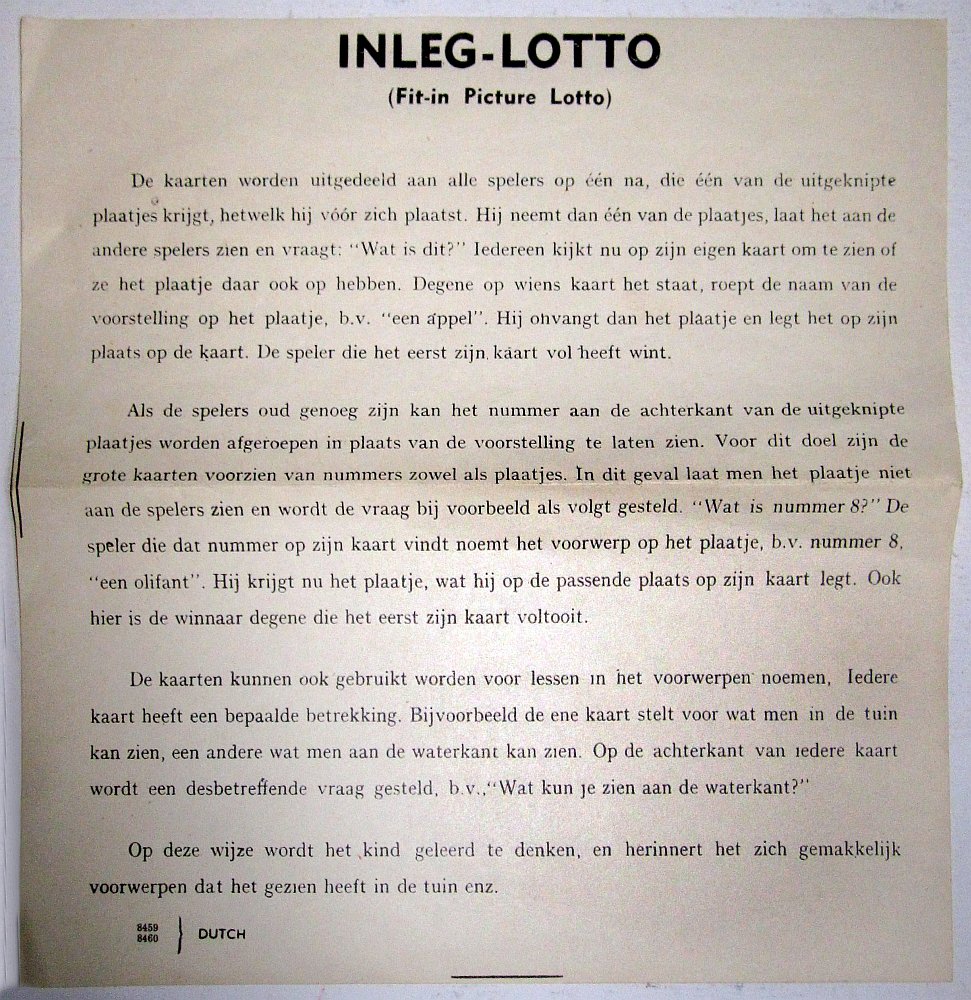 INLEG-LOTTO
(Fit-in Picture Lotto)
De kaarten worden uitgedeeld aan alle spelers op één na, die één van de uitgeknipte
plaatjes krijgt, hetwelk hij vóór zich plaatst. Hij neemt dan één van de plaatjes, laat het aan de
andere spelers zien en vraagt: “Wat is dit?” Iedereen kijkt nu op zijn eigen kaart om te zien of
ze het plaatje daar ook op hebben. Degene op wiens kaart het staat, roept de naam van de
voorstelling op het plaatje, b.v. “een appel”. Hij ohvangt dan het plaatje en legt het op zijn
plaats op de kaart. De speler die het eerst zijn kaart vol heeft wint.
Als de spelers oud genoeg zijn kan het nummer aan de achterkant van de uitgeknipte
plaatjes worden afgeroepen in plaats van de voorstelling te laten zien. Voor dit doel zijn de
grote kaarten voorzien van nummers zowel als plaatjes. In dit geval laat men het plaatje niet
aan de spelers zien en wordt de vraag bij voorbeeld als volgt gesteld. “Wat is nummer 8?” De
speler die dat nummer op zijn kaart vindt noemt het voorwerp op het plaatje, b.v. nummer 8,
“een olifant”. Hij krijgt nu het plaatje, wat hij op de passende plaats op zijn kaart legt. Ook
hier is de winnaar degene die het eerst zijn kaart voltooit.
De kaarten kunnen ook gebruikt worden voor lessen in het voorwerpen noemen, Iedere
kaart heeft een bepaalde betrekking. Bijvoorbeeld de ene kaart stelt voor wat men in de tuin
kan zien, een andere wat men aan de waterkant kan zien. Op de achterkant van iedere kaart
wordt een desbetreffende vraag gesteld, b.v.,“Wat kun je zien aan de waterkant?”
Op deze wijze wordt het kind geleerd te denken, en herinnert het zich gemakkelijk
voorwerpen dat het gezien heeft in de tuin enz.
8459
8460 } DUTCH